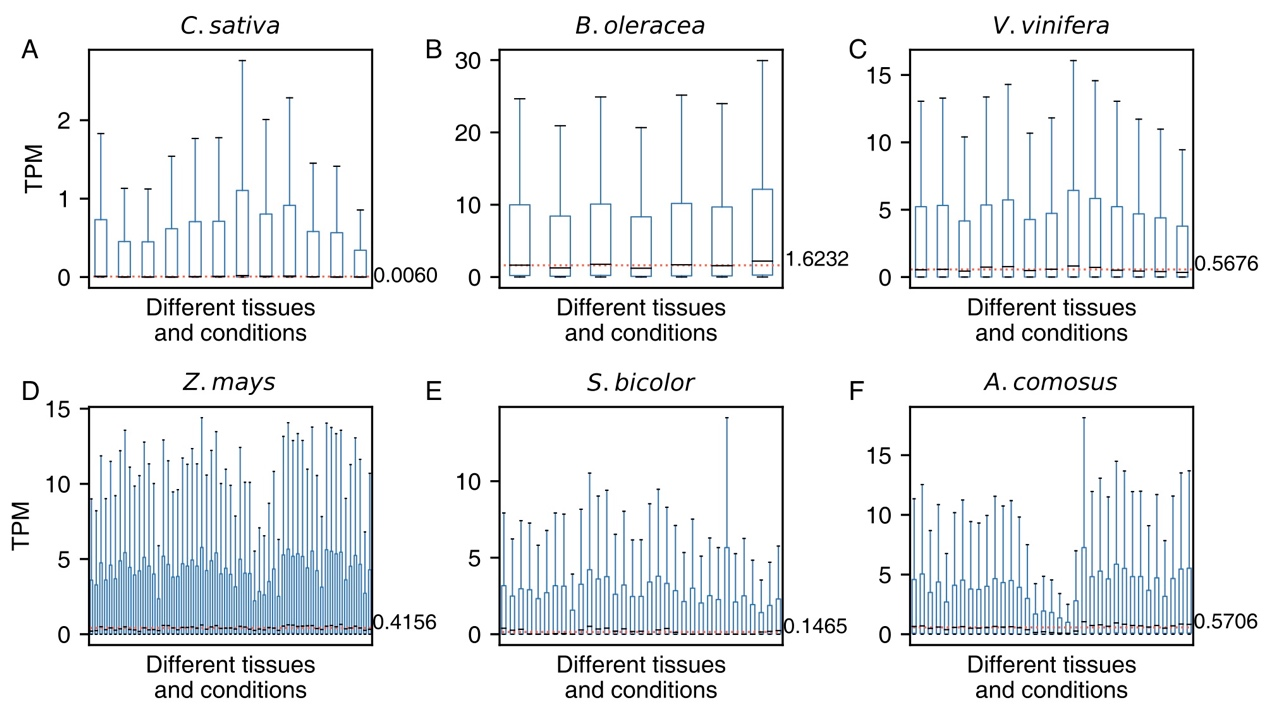 A
C. sativa
TPM
2
1
0
0.0060
Different tissues
and conditions
B
B. oleracea
30
20
10
0
1.6232
Different tissues
and conditions
C
V. vinifera
15
10
5
0
0.5676
Different tissues
and conditions
D
Z. mays
TPM
15
10
5
0
0.4156
Different tissues
and conditions
E
S. bicolor
10
5
0
0.1465
Different tissues
and conditions
F
A. comosus
15
10
5
0
0.5706
Different tissues
and conditions